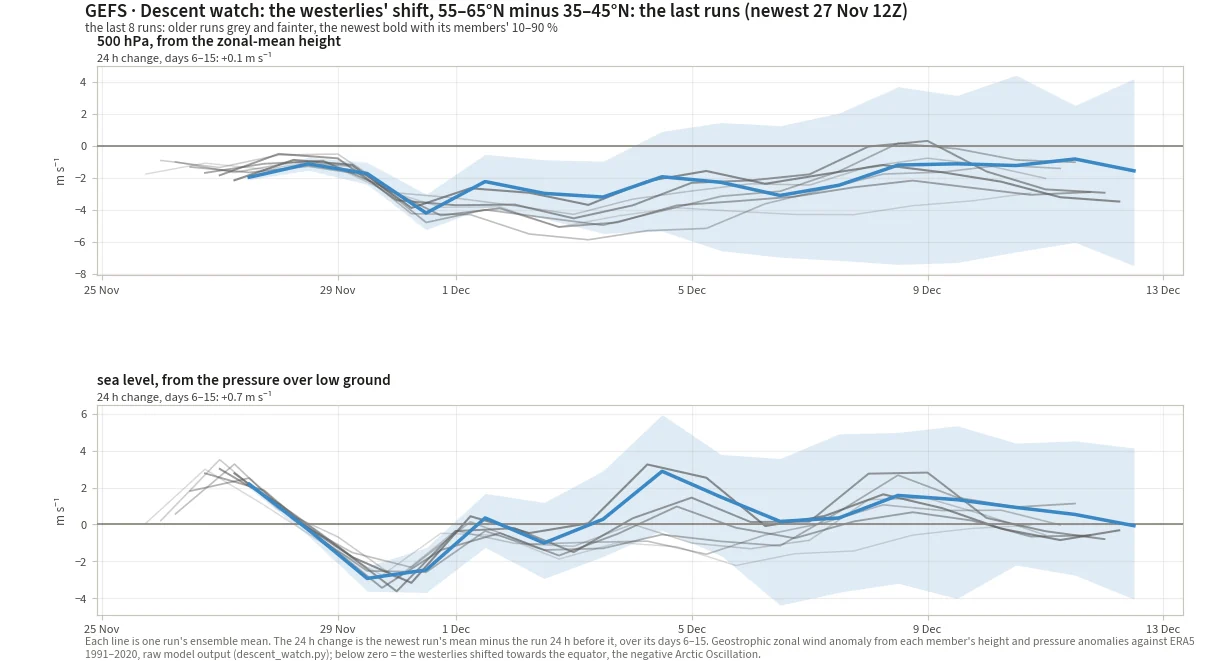 GEFS · Descent watch: the westerlies' shift, 55–65°N minus 35–45°N: the last runs (newest 27 Nov 12Z)
the last 8 runs: older runs grey and fainter, the newest bold with its members' 10–90 %
500 hPa, from the zonal-mean height
24 h change, days 6–15: +0.1 m s⁻¹
4
2
0
−2
−4
−6
−8
m s⁻¹
25 Nov 29 Nov 1 Dec 5 Dec 9 Dec 13 Dec
sea level, from the pressure over low ground
24 h change, days 6–15: +0.7 m s⁻¹
6
4
2
0
−2
−4
m s⁻¹
25 Nov 29 Nov 1 Dec 5 Dec 9 Dec 13 Dec
Each line is one run's ensemble mean. The 24 h change is the newest run's mean minus the run 24 h before it, over its days 6–15. Geostrophic zonal wind anomaly from each member's height and pressure anomalies against ERA5
1991–2020, raw model output (descent_watch.py); below zero = the westerlies shifted towards the equator, the negative Arctic Oscillation.